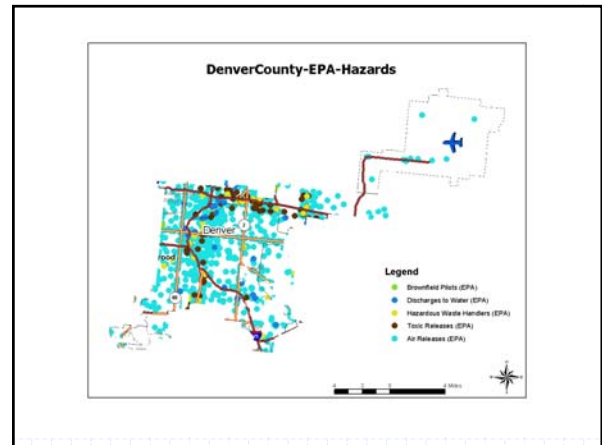 DenverCounty-EPA-Hazards
2
Denver
Legend
Brownfield Pilots (EPA)
Discharges to Water (EPA)
Hazardous Waste Handlers (EPA)
Toxic Releases (EPA)
Air Releases (EPA)
4 Miles